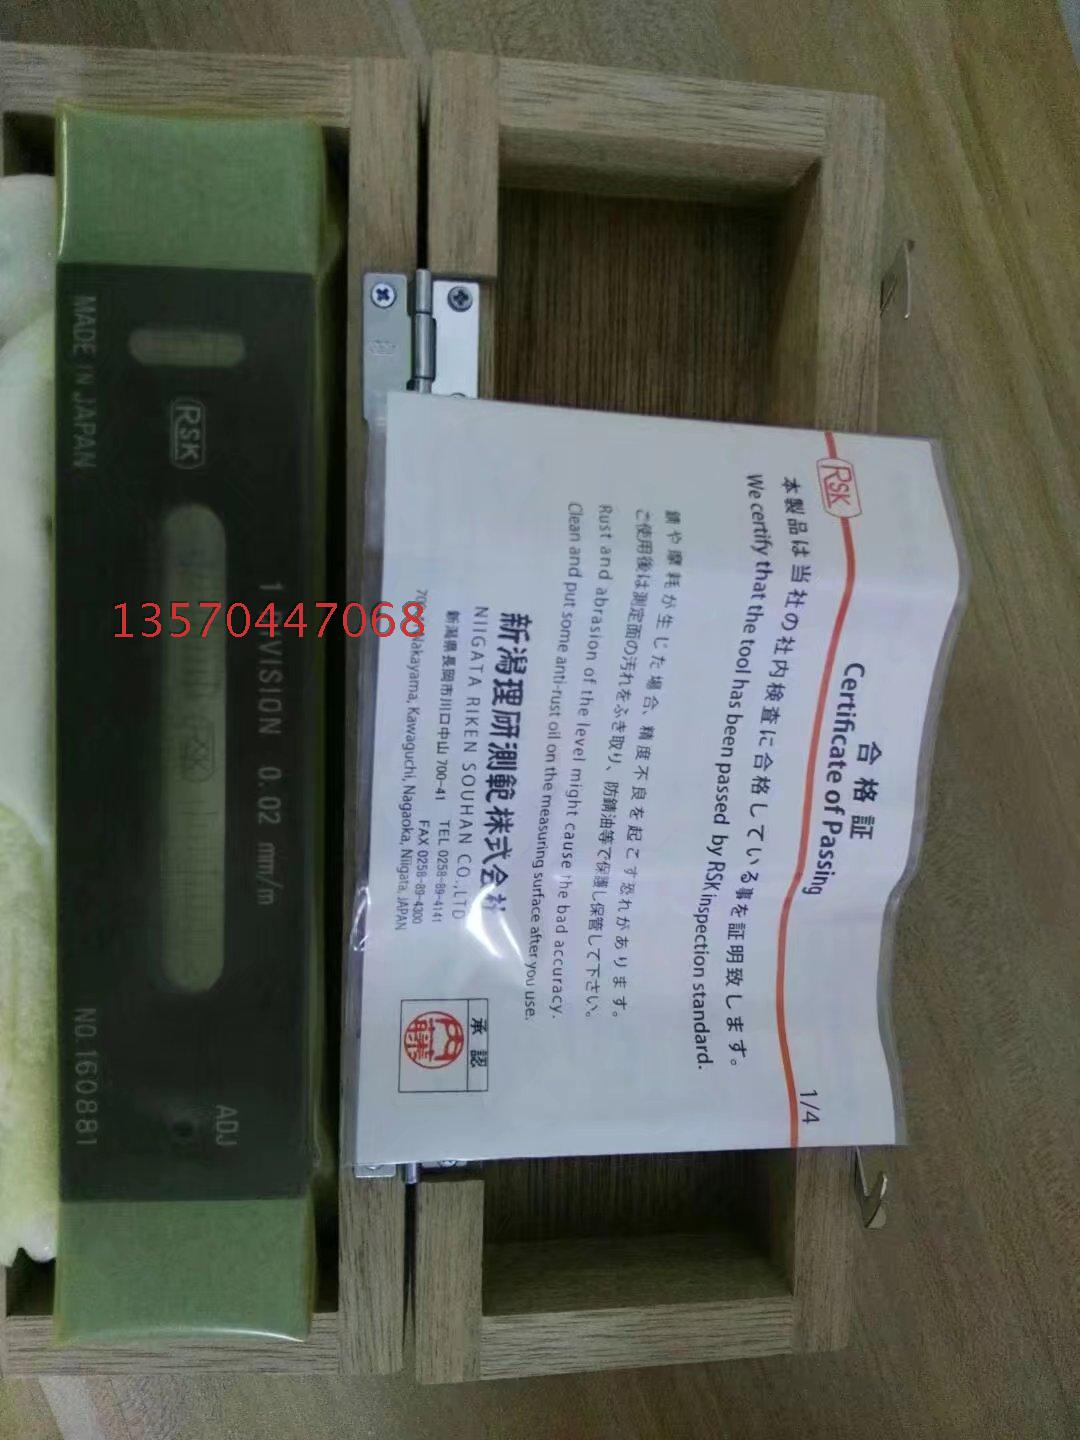 合格証
Certificate of Passing
1/4
RSK
本製品は当社の社内検査に合格している事を証明致します。
We certify that the tool has been passed by RSK inspection standard.
錆や摩耗が生じた場合、精度不良を起こす恐れがあります。
ご使用後は測定面の汚れをふき取り、防錆油等で保護し保管して下さい。
Rust and abrasion of the level might cause the bad accuracy.
Clean and put some anti-rust oil on the measuring surface after you use.
新潟理研測範株式会社
NIIGATA RIKEN SOUHAN CO.,LTD
新潟県長岡市川口中山 700-41 TEL 0258-89-4141
FAX 0258-89-4300
Nakayama, Kawaguchi, Nagaoka, Niigata, JAPAN
承認
ADJ
1 DIVISION 0.02 mm/m
RSK
RSK
MADE IN JAPAN
NO.160881
13570447068